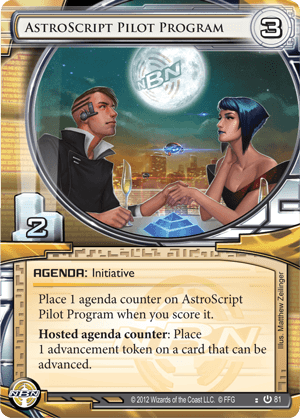 AstroScript Pilot Program
3
NBN
2
AGENDA: Initiative
Place 1 agenda counter on AstroScript
Pilot Program when you score it.
Hosted agenda counter: Place
1 advancement token on a card that can be
advanced.
Illus. Matt Zeilinger
NBN
© 2012 Wizards of the Coast LLC. © FFG
81